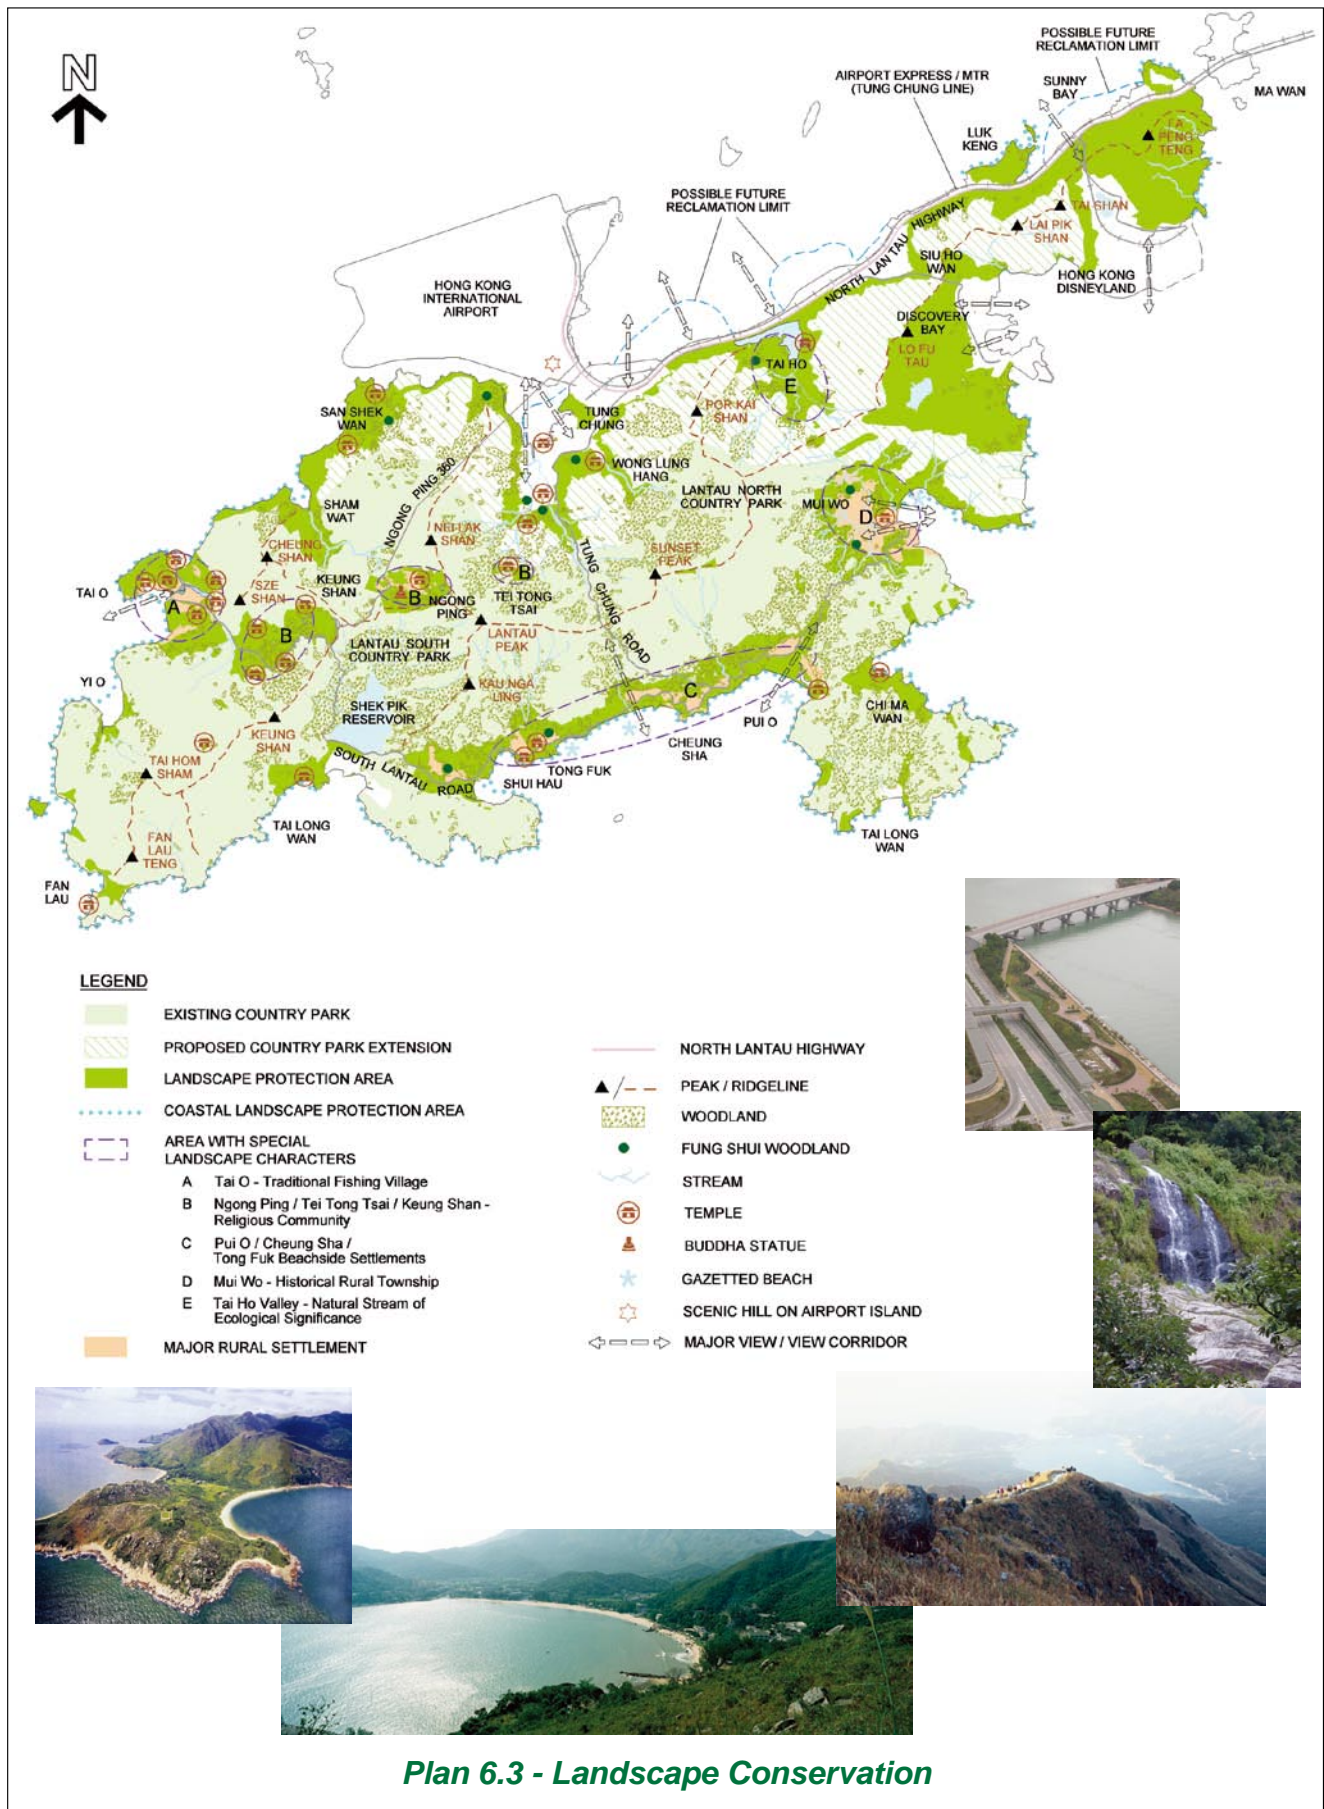 N
POSSIBLE FUTURE
RECLAMATION LIMIT
AIRPORT EXPRESS / MTR
(TUNG CHUNG LINE)
SUNNY
BAY
MA WAN
LUK
KENG
FA
PENG
TENG
POSSIBLE FUTURE
RECLAMATION LIMIT
TAI SHAN
LAI PIK
SHAN
NORTH LANTAU HIGHWAY
SIU HO
WAN
HONG KONG
DISNEYLAND
HONG KONG
INTERNATIONAL
AIRPORT
DISCOVERY
BAY
LO FU
TAU
TAI HO
E
POR KAI
SHAN
SAN SHEK
WAN
TUNG
CHUNG
WONG LUNG
HANG
NGONG PING 360
LANTAU NORTH
COUNTRY PARK
MUI WO
D
SHAM
WAT
NEI LAK
SHAN
CHEUNG
SHAN
SUNSET
PEAK
TUNG CHUNG ROAD
KEUNG
SHAN
B
TEI TONG
TSAI
TAI O
A
SZE
SHAN
B
NGONG
PING
B
LANTAU
PEAK
LANTAU SOUTH
COUNTRY PARK
YI O
KAU NGA
LING
C
CHI MA
WAN
SHEK PIK
RESERVOIR
PUI O
KEUNG
SHAN
CHEUNG
SHA
TAI HOM
SHAM
SOUTH LANTAU ROAD
TONG FUK
SHUI HAU
TAI LONG
WAN
TAI LONG
WAN
FAN
LAU
TENG
FAN
LAU
LEGEND
EXISTING COUNTRY PARK
PROPOSED COUNTRY PARK EXTENSION
LANDSCAPE PROTECTION AREA
COASTAL LANDSCAPE PROTECTION AREA
AREA WITH SPECIAL
LANDSCAPE CHARACTERS
A Tai O - Traditional Fishing Village
B Ngong Ping / Tei Tong Tsai / Keung Shan -
Religious Community
C Pui O / Cheung Sha /
Tong Fuk Beachside Settlements
D Mui Wo - Historical Rural Township
E Tai Ho Valley - Natural Stream of
Ecological Significance
MAJOR RURAL SETTLEMENT
NORTH LANTAU HIGHWAY
PEAK / RIDGELINE
WOODLAND
FUNG SHUI WOODLAND
STREAM
TEMPLE
BUDDHA STATUE
GAZETTED BEACH
SCENIC HILL ON AIRPORT ISLAND
MAJOR VIEW / VIEW CORRIDOR
Plan 6.3 - Landscape Conservation